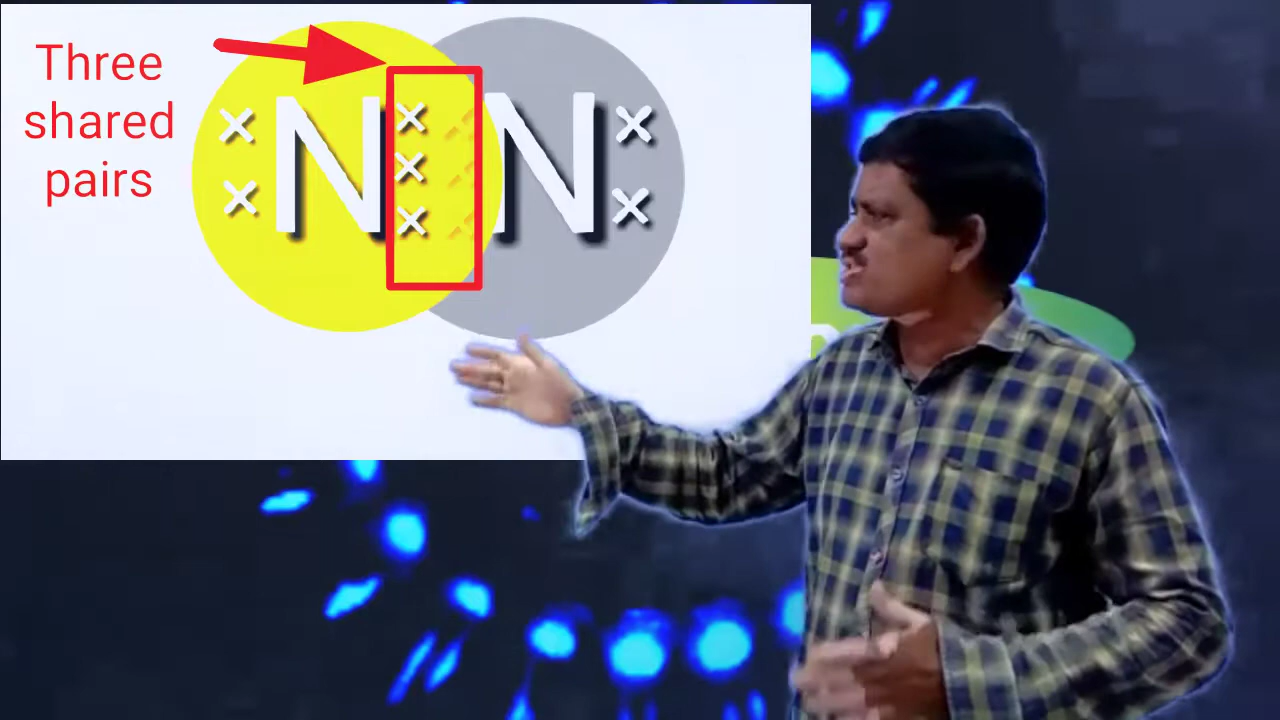 Three
shared
pairs
× N × × N ×
× × ×
×